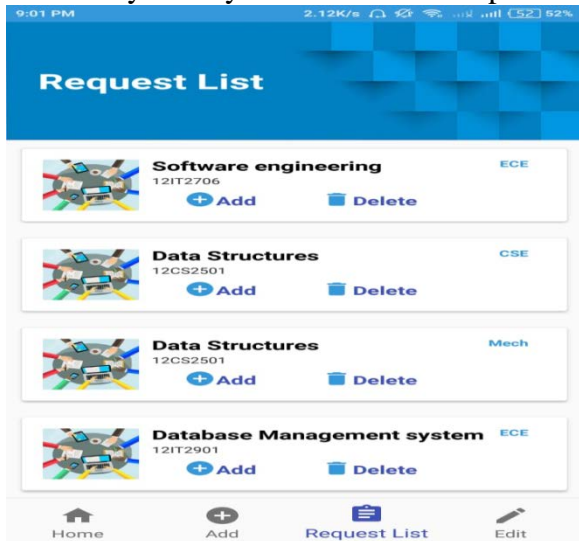 9:01 PM 2.12K/s 52 52%
Request List
Software engineering ECE
12IT2706
Add Delete
Data Structures CSE
12CS2501
Add Delete
Data Structures Mech
12CS2501
Add Delete
Database Management system ECE
12IT2901
Add Delete
Home Add Request List Edit